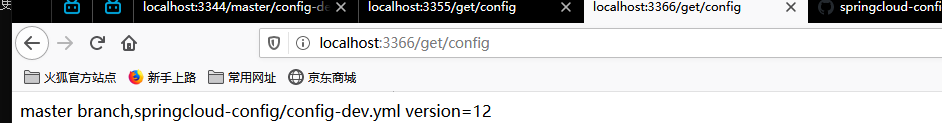 localhost:3344/master/config-de
localhost:3355/get/config
localhost:3366/get/config
springcloud-confi
localhost:3366/get/config
火狐官方站点 新手上路 常用网址 京东商城
master branch,springcloud-config/config-dev.yml version=12